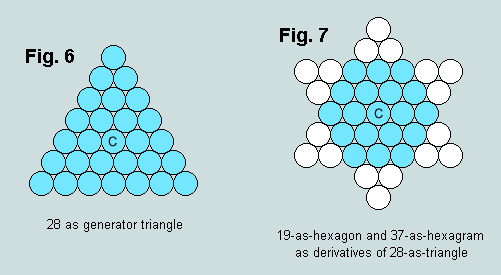 Fig. 6
Fig. 7
C
C
28 as generator triangle
19-as-hexagon and 37-as-hexagram
as derivatives of 28-as-triangle